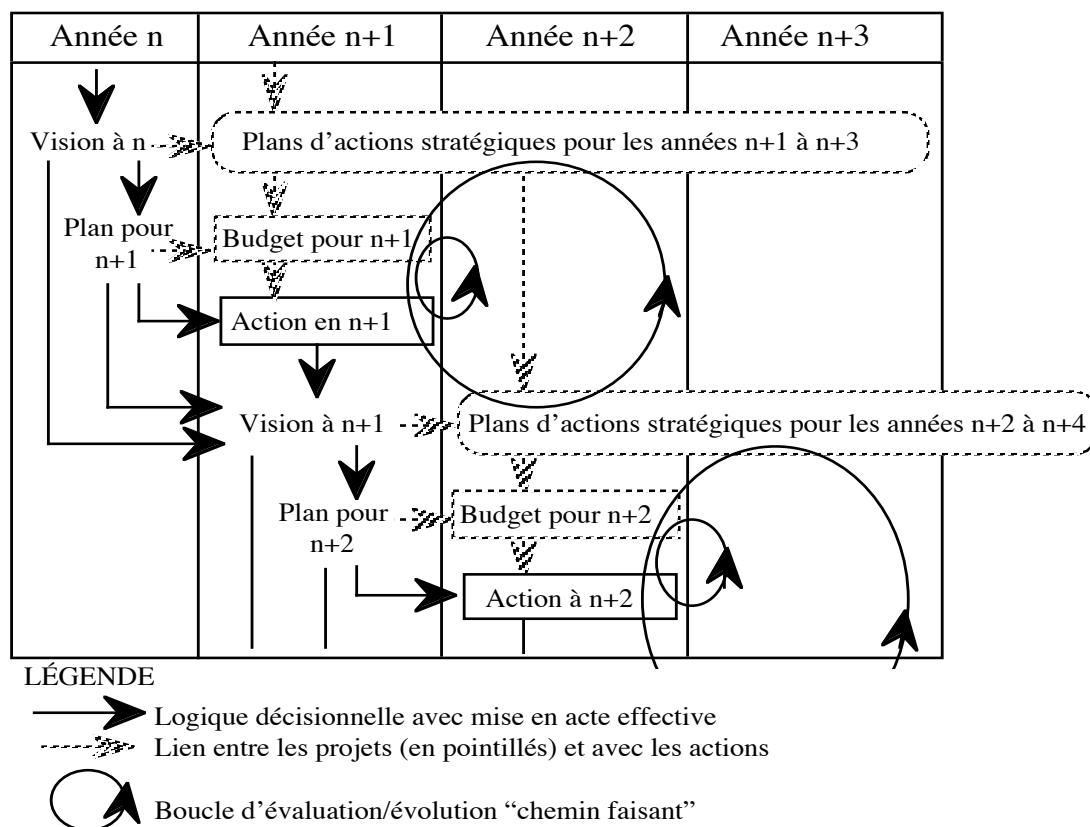 Année n
Année n+1
Année n+2
Année n+3
Vision à n
Plans d'actions stratégiques pour les années n+1 à n+3
Plan pour
n+1
Budget pour n+1
Action en n+1
Vision à n+1
Plans d'actions stratégiques pour les années n+2 à n+4
Plan pour
n+2
Budget pour n+2
Action à n+2
LÉGENDE
Logique décisionnelle avec mise en acte effective
Lien entre les projets (en pointillés) et avec les actions
Boucle d'évaluation/évolution “chemin faisant”